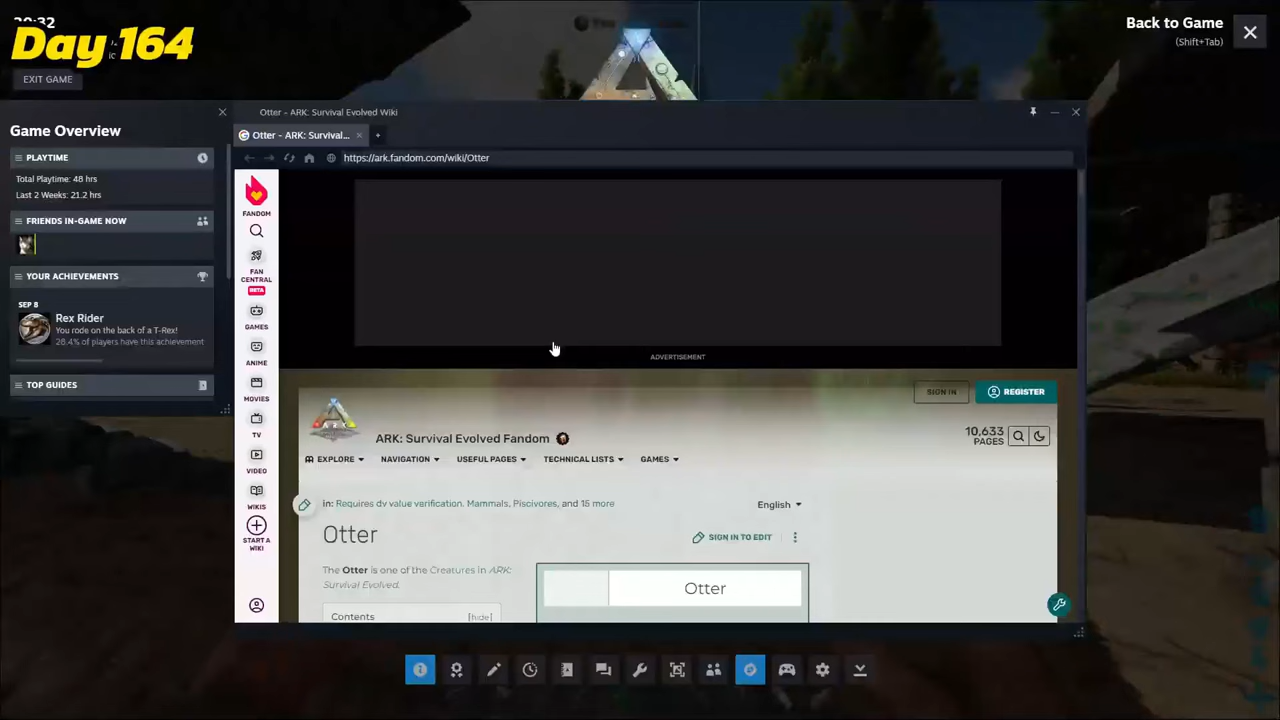 Day 164
EXIT GAME
Back to Game
(Shift+Tab)
Game Overview
PLAYTIME
Total Playtime: 48 hrs
Last 2 Weeks: 21.2 hrs
FRIENDS IN-GAME NOW
YOUR ACHIEVEMENTS
SEP 8
Rex Rider
You rode on the back of a T-Rex!
28.4% of players have this achievement
TOP GUIDES
Otter - ARK: Survival Evolved Wiki
Otter - ARK: Survival...
https://ark.fandom.com/wiki/Otter
FANDOM
FAN
CENTRAL
BETA
GAMES
ANIME
MOVIES
TV
VIDEO
WIKIS
START A
WIKI
ADVERTISEMENT
SIGN IN
REGISTER
ARK: Survival Evolved Fandom
10,633
PAGES
EXPLORE
NAVIGATION
USEFUL PAGES
TECHNICAL LISTS
GAMES
in: Requires dv value verification, Mammals, Piscivores, and 15 more
English
Otter
SIGN IN TO EDIT
The Otter is one of the Creatures in ARK:
Survival Evolved.
Otter
Contents
[hide]